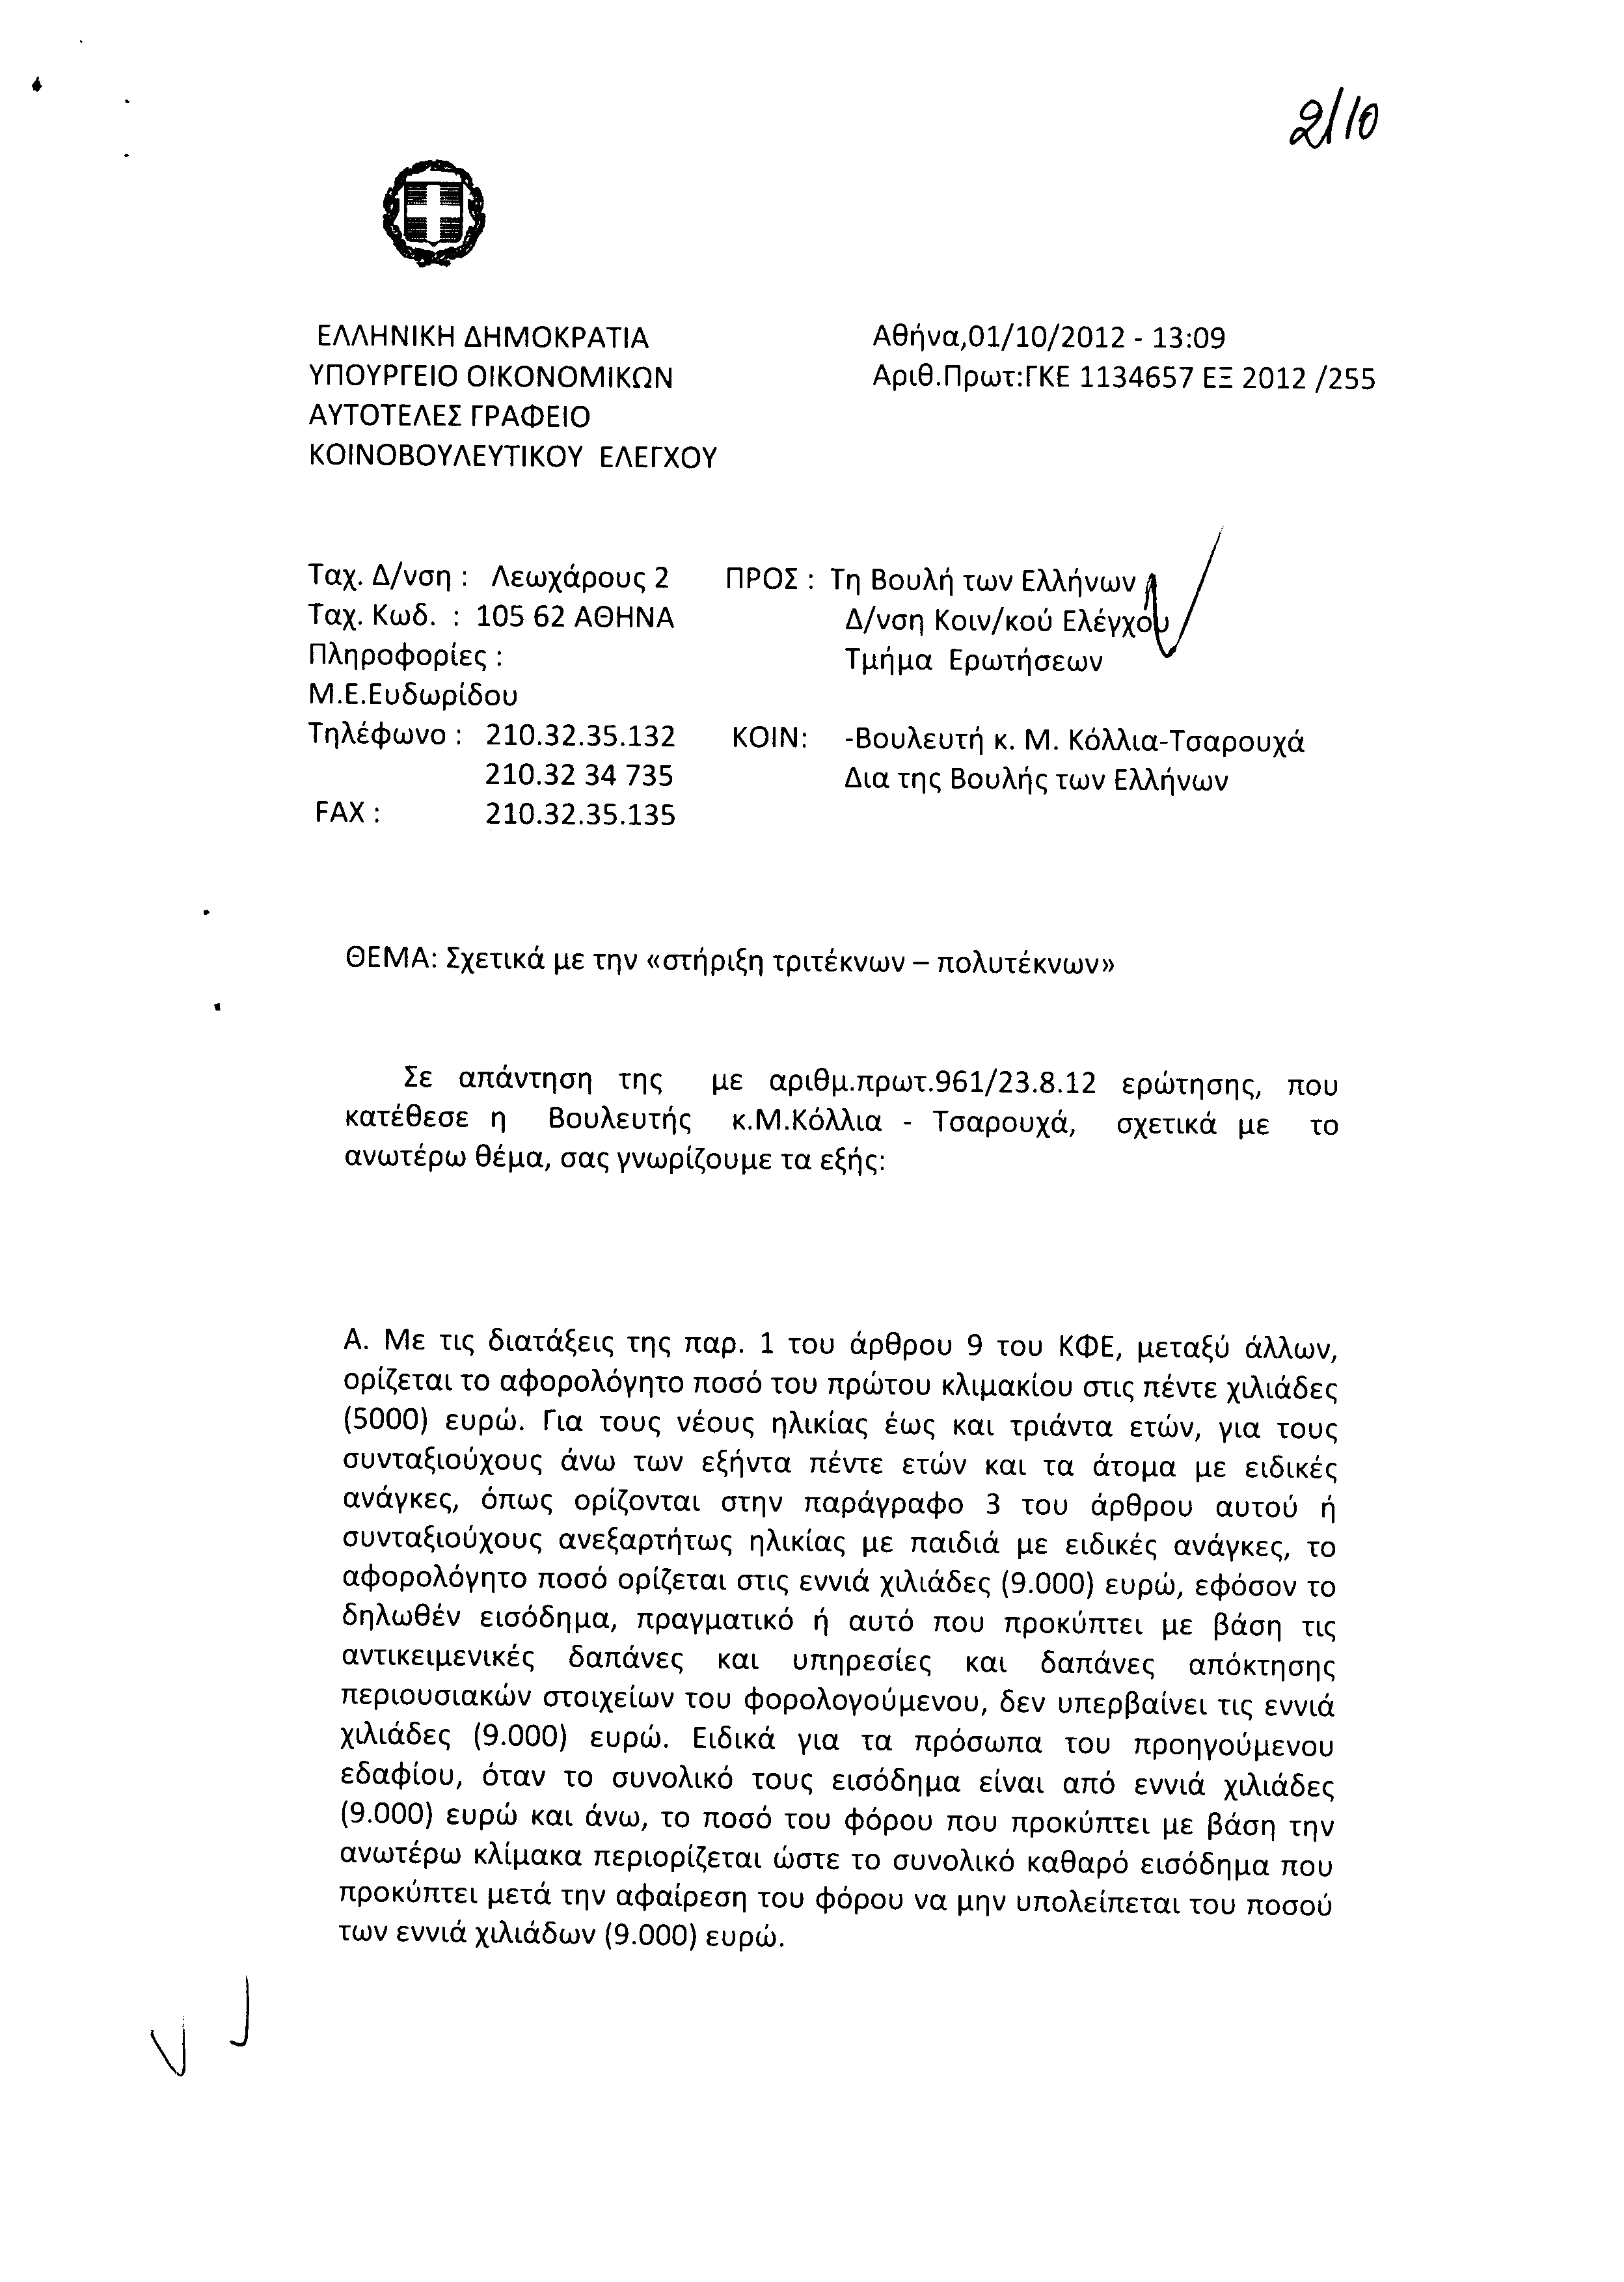 2/10
ΕΛΛΗΝΙΚΗ ΔΗΜΟΚΡΑΤΙΑ
ΥΠΟΥΡΓΕΙΟ ΟΙΚΟΝΟΜΙΚΩΝ
ΑΥΤΟΤΕΛΕΣ ΓΡΑΦΕΙΟ
ΚΟΙΝΟΒΟΥΛΕΥΤΙΚΟΥ ΕΛΕΓΧΟΥ
Αθήνα,01/10/2012 - 13:09
Αριθ.Πρωτ:ΓΚΕ 1134657 ΕΞ 2012 /255
Ταχ. Δ/νση : Λεωχάρους 2
Ταχ. Κωδ. : 105 62 ΑΘΗΝΑ
Πληροφορίες :
Μ.Ε.Ευδωρίδου
Τηλέφωνο : 210.32.35.132
210.32 34 735
FAX : 210.32.35.135
ΠΡΟΣ : Τη Βουλή των Ελλήνων
Δ/νση Κοιν/κού Ελέγχου
Τμήμα Ερωτήσεων
ΚΟΙΝ: -Βουλευτή κ. Μ. Κόλλια-Τσαρουχά
Δια της Βουλής των Ελλήνων
ΘΕΜΑ: Σχετικά με την «στήριξη τριτέκνων – πολυτέκνων»
Σε απάντηση της με αριθμ.πρωτ.961/23.8.12 ερώτησης, που
κατέθεσε η Βουλευτής κ.Μ.Κόλλια - Τσαρουχά, σχετικά με το
ανωτέρω θέμα, σας γνωρίζουμε τα εξής:
Α. Με τις διατάξεις της παρ. 1 του άρθρου 9 του ΚΦΕ, μεταξύ άλλων,
ορίζεται το αφορολόγητο ποσό του πρώτου κλιμακίου στις πέντε χιλιάδες
(5000) ευρώ. Για τους νέους ηλικίας έως και τριάντα ετών, για τους
συνταξιούχους άνω των εξήντα πέντε ετών και τα άτομα με ειδικές
ανάγκες, όπως ορίζονται στην παράγραφο 3 του άρθρου αυτού ή
συνταξιούχους ανεξαρτήτως ηλικίας με παιδιά με ειδικές ανάγκες, το
αφορολόγητο ποσό ορίζεται στις εννιά χιλιάδες (9.000) ευρώ, εφόσον το
δηλωθέν εισόδημα, πραγματικό ή αυτό που προκύπτει με βάση τις
αντικειμενικές δαπάνες και υπηρεσίες και δαπάνες απόκτησης
περιουσιακών στοιχείων του φορολογούμενου, δεν υπερβαίνει τις εννιά
χιλιάδες (9.000) ευρώ. Ειδικά για τα πρόσωπα του προηγούμενου
εδαφίου, όταν το συνολικό τους εισόδημα είναι από εννιά χιλιάδες
(9.000) ευρώ και άνω, το ποσό του φόρου που προκύπτει με βάση την
ανωτέρω κλίμακα περιορίζεται ώστε το συνολικό καθαρό εισόδημα που
προκύπτει μετά την αφαίρεση του φόρου να μην υπολείπεται του ποσού
των εννιά χιλιάδων (9.000) ευρώ.